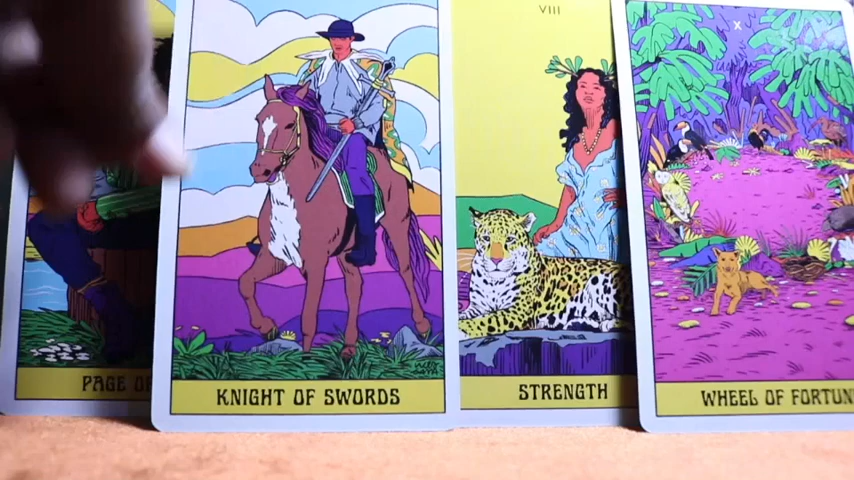 VIII
X
PAGE OF
KNIGHT OF SWORDS
STRENGTH
WHEEL OF FORTUN